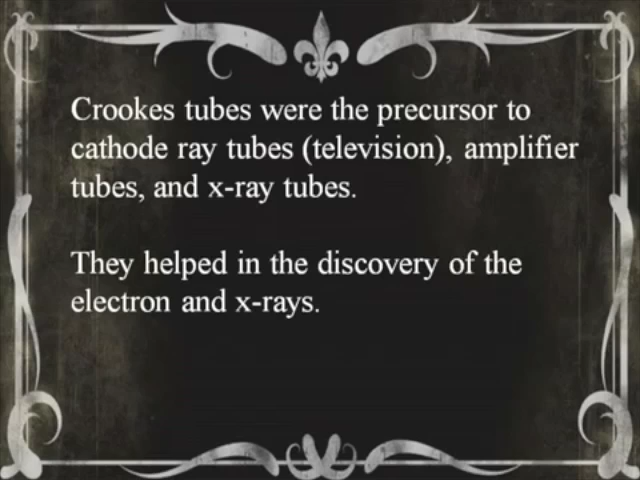 Crookes tubes were the precursor to
cathode ray tubes (television), amplifier
tubes, and x-ray tubes.
They helped in the discovery of the
electron and x-rays.